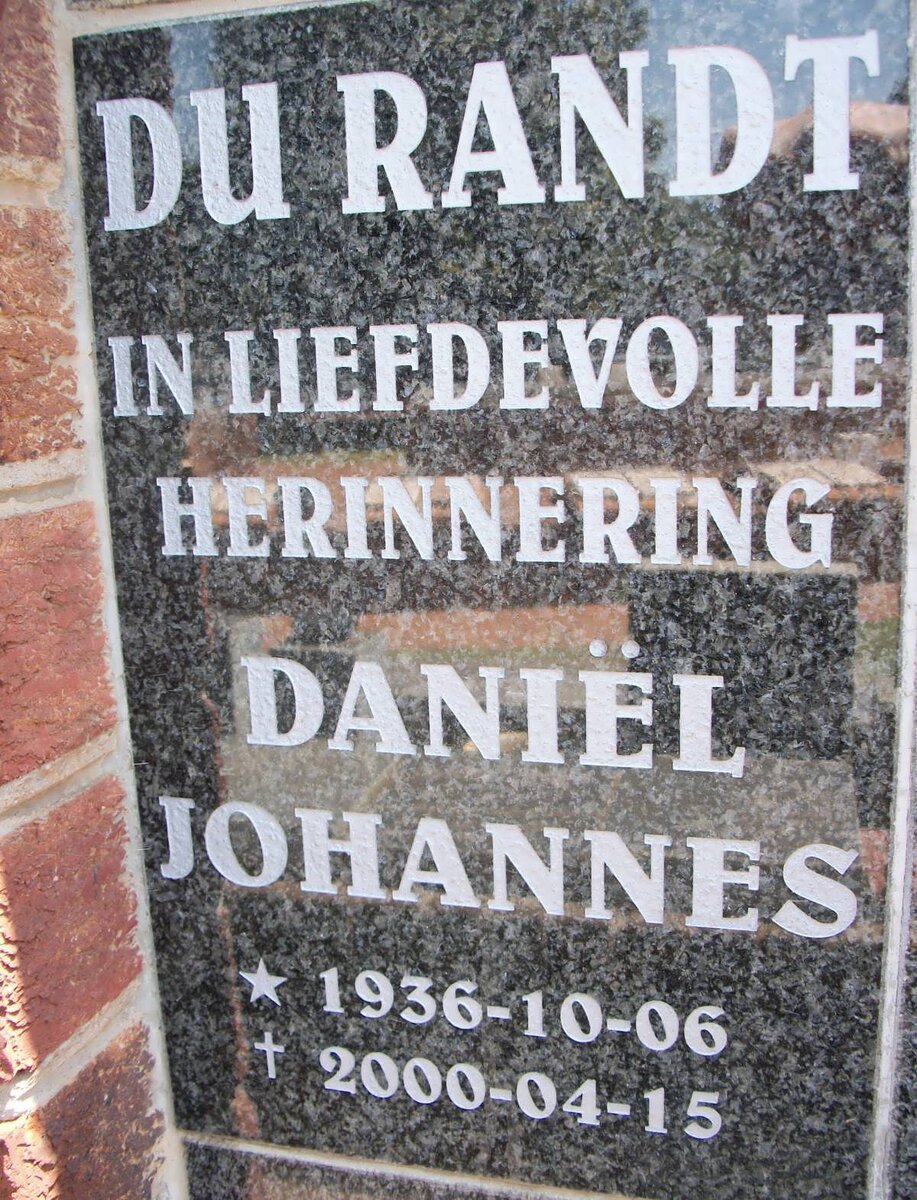 DU RANDT
IN LIEFDEVOLLE
HERINNERING
DANIËL
JOHANNES
★ 1936-10-06
✝ 2000-04-15